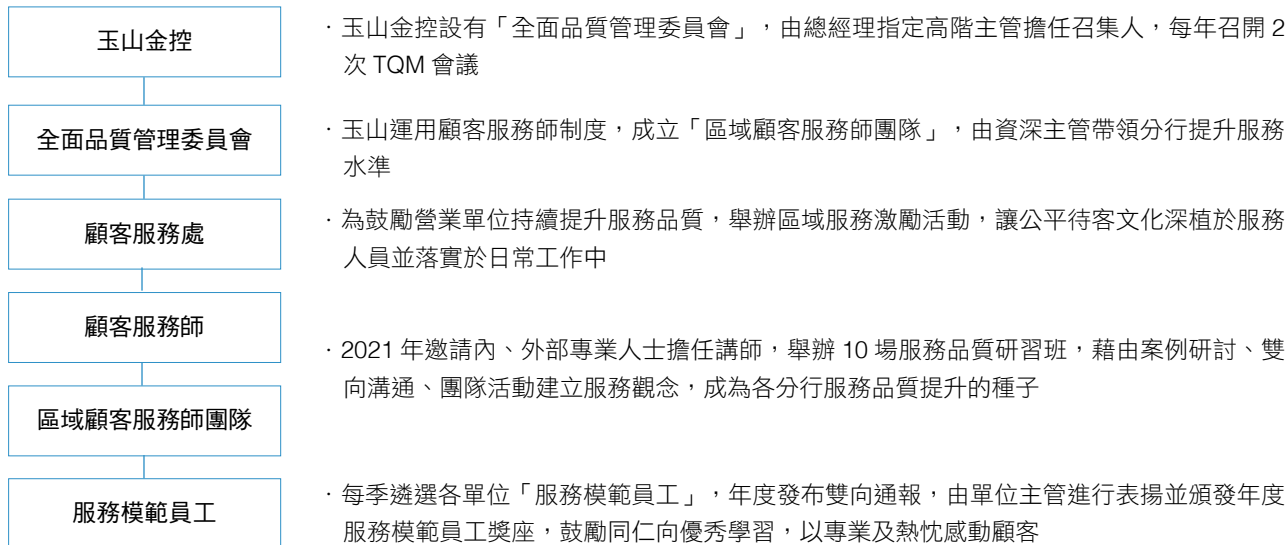 玉山金控
全面品質管理委員會
顧客服務處
顧客服務師
區域顧客服務師團隊
服務模範員工
·玉山金控設有「全面品質管理委員會」,由總經理指定高階主管擔任召集人,每年召開 2
次 TQM 會議
·玉山運用顧客服務師制度,成立「區域顧客服務師團隊」,由資深主管帶領分行提升服務
水準
·為鼓勵營業單位持續提升服務品質,舉辦區域服務激勵活動,讓公平待客文化深植於服務
人員並落實於日常工作中
·2021 年邀請內、外部專業人士擔任講師,舉辦 10 場服務品質研習班,藉由案例研討、雙
向溝通、團隊活動建立服務觀念,成為各分行服務品質提升的種子
·每季遴選各單位「服務模範員工」,年度發布雙向通報,由單位主管進行表揚並頒發年度
服務模範員工獎座,鼓勵同仁向優秀學習,以專業及熱忱感動顧客